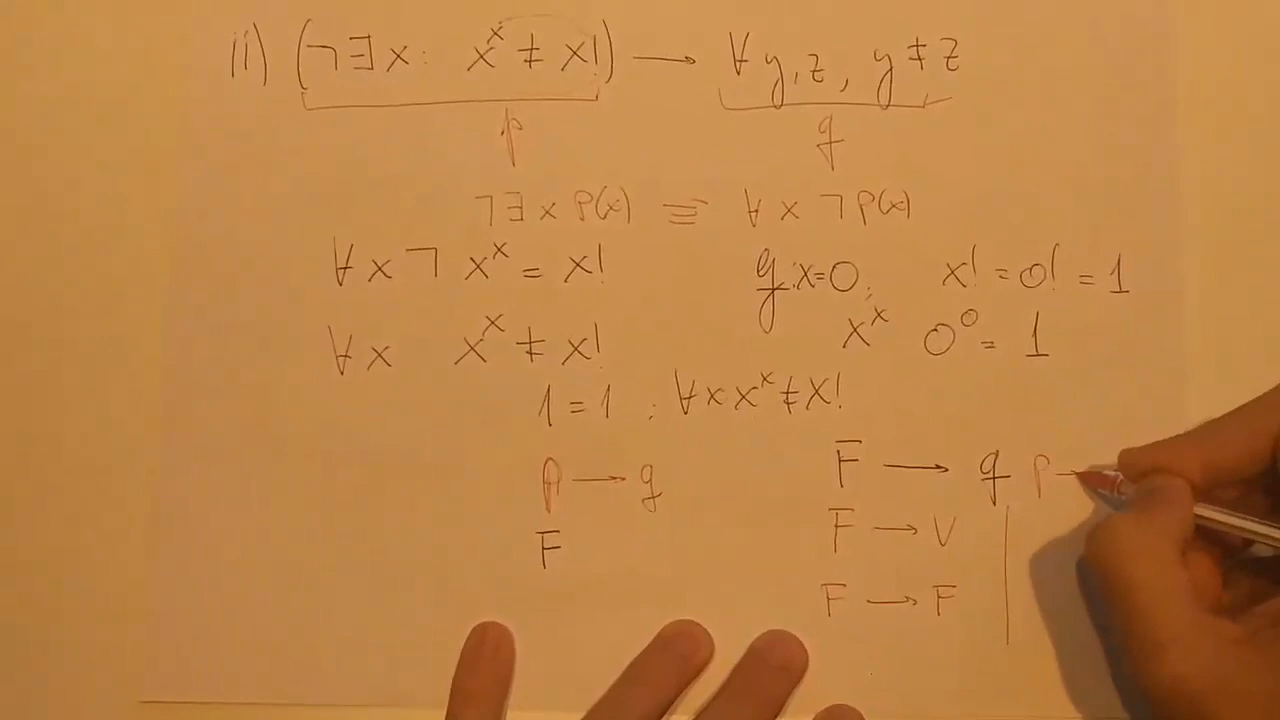 ii) (¬∃x: x^x ≠ x!) → ∀y,z, y≠z
p q
¬∃x P(x) ≡ ∀x ¬P(x)
∀x ¬ x^x = x! x=0; x! = 0! = 1
∀x x^x ≠ x! x^x 0^0 = 1
1=1 ; ∀x x^x ≠ x!
p → q F → q p →
F F → V
F → F